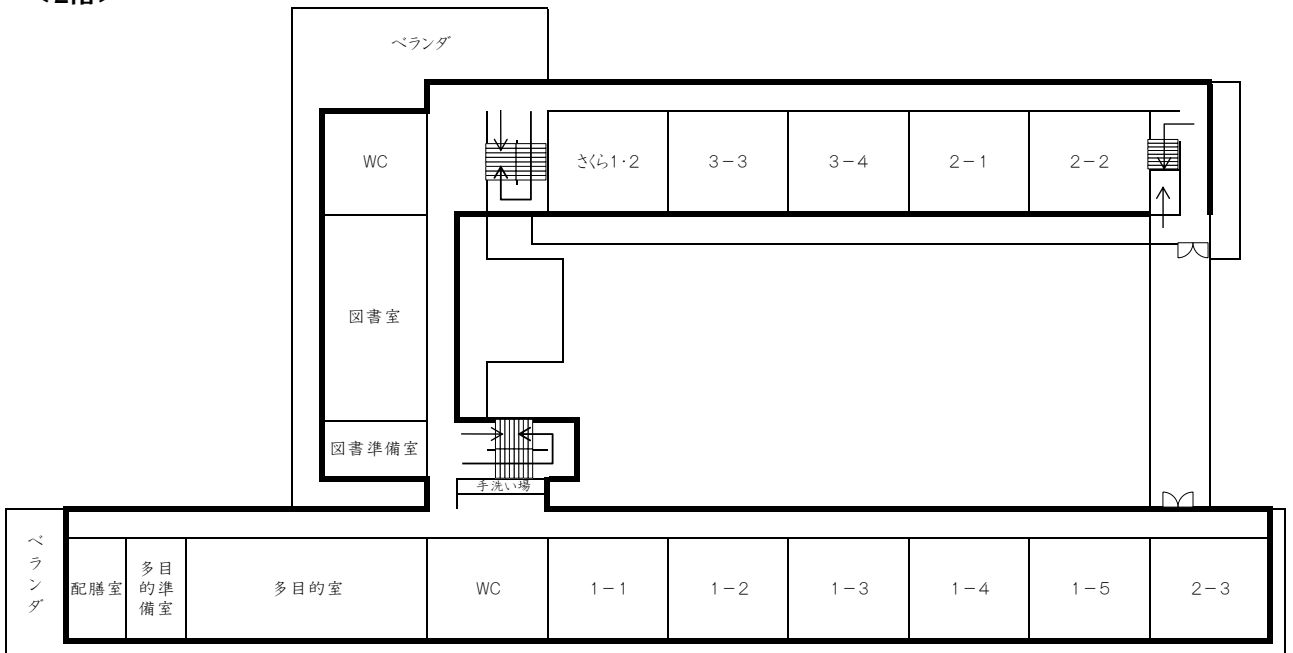 ベランダ
WC
さくら1・2
3-3
3-4
2-1
2-2
図書室
図書準備室
手洗い場
ベランダ
配膳室
多目
的準
備室
多目的室
WC
1-1
1-2
1-3
1-4
1-5
2-3